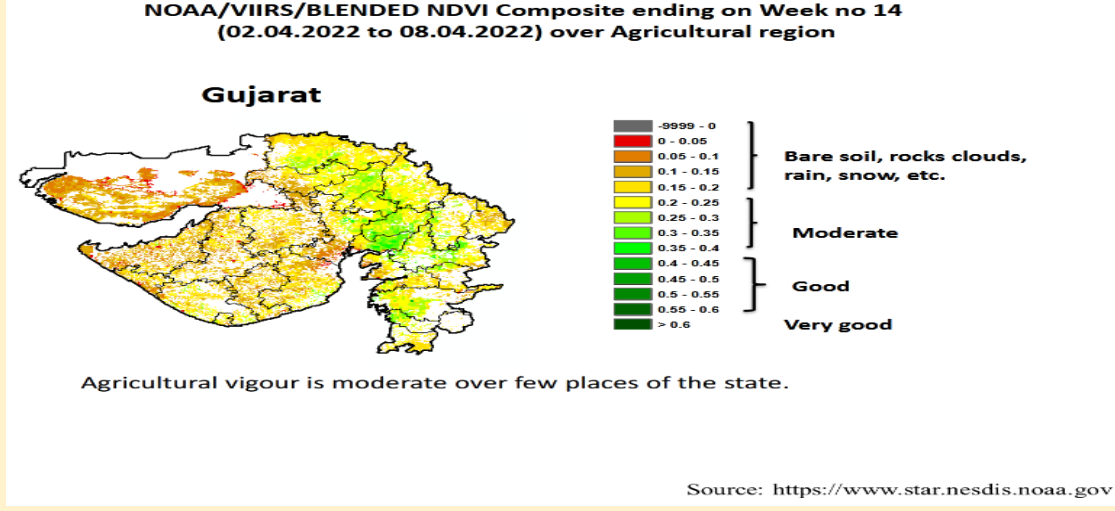 NOAA/VIIRS/BLENDED NDVI Composite ending on Week no 14
(02.04.2022 to 08.04.2022) over Agricultural region
Gujarat
-9999 - 0
0 - 0.05
0.05 - 0.1
0.1 - 0.15
0.15 - 0.2
0.2 - 0.25
0.25 - 0.3
0.3 - 0.35
0.35 - 0.4
0.4 - 0.45
0.45 - 0.5
0.5 - 0.55
0.55 - 0.6
> 0.6
Bare soil, rocks clouds,
rain, snow, etc.
Moderate
Good
Very good
Agricultural vigour is moderate over few places of the state.
Source: https://www.star.nesdis.noaa.gov